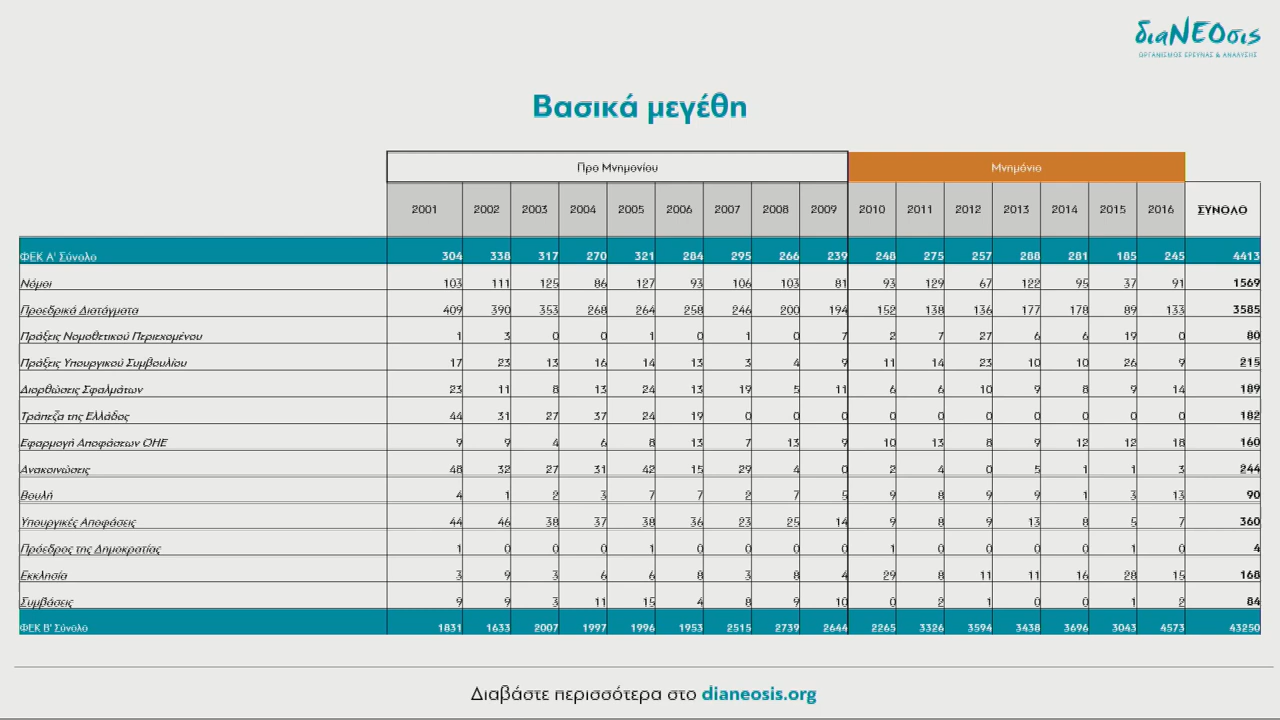 διαΝΕΟσις
ΟΡΓΑΝΙΣΜΟΣ ΕΡΕΥΝΑΣ & ΑΝΑΛΥΣΗΣ
Βασικά μεγέθη
Προ Μνημονίου Μνημόνιο
2001 2002 2003 2004 2005 2006 2007 2008 2009 2010 2011 2012 2013 2014 2015 2016 ΣΥΝΟΛΟ
ΦΕΚ Α' Σύνολο 304 338 317 270 321 284 295 266 239 248 275 257 288 281 185 245 4413
Νόμοι 103 111 125 86 127 93 106 103 81 93 129 67 122 95 37 91 1569
Προεδρικά Διατάγματα 409 390 353 268 264 258 246 200 194 152 138 136 177 178 89 133 3585
Πράξεις Νομοθετικού Περιεχομένου 1 3 0 0 1 0 1 0 7 2 7 27 6 6 19 0 80
Πράξεις Υπουργικού Συμβουλίου 17 23 13 16 14 13 3 4 9 11 14 23 10 10 26 9 215
Διορθώσεις Σφαλμάτων 23 11 8 13 24 13 19 5 11 6 6 10 9 8 9 14 189
Τράπεζα της Ελλάδος 44 31 27 37 24 19 0 0 0 0 0 0 0 0 0 0 182
Εφαρμογή Αποφάσεων ΟΗΕ 9 9 4 6 8 13 7 13 9 10 13 8 9 12 12 18 160
Ανακοινώσεις 48 32 27 31 42 15 29 4 0 2 4 0 5 1 1 3 244
Βουλή 4 1 2 3 7 7 2 7 5 9 8 9 9 1 3 13 90
Υπουργικές Αποφάσεις 44 46 38 37 38 36 23 25 14 9 8 9 13 8 5 7 360
Πρόεδρος της Δημοκρατίας 1 0 0 0 1 0 0 0 0 1 0 0 0 0 1 0 4
Εκκλησία 3 9 3 6 6 8 3 8 4 29 8 11 11 16 28 15 168
Συμβάσεις 9 9 3 11 15 4 8 9 10 0 2 1 0 0 1 2 84
ΦΕΚ Β' Σύνολο 1831 1633 2007 1997 1996 1953 2515 2739 2644 2265 3326 3594 3438 3696 3043 4573 43250
Διαβάστε περισσότερα στο dianeosis.org